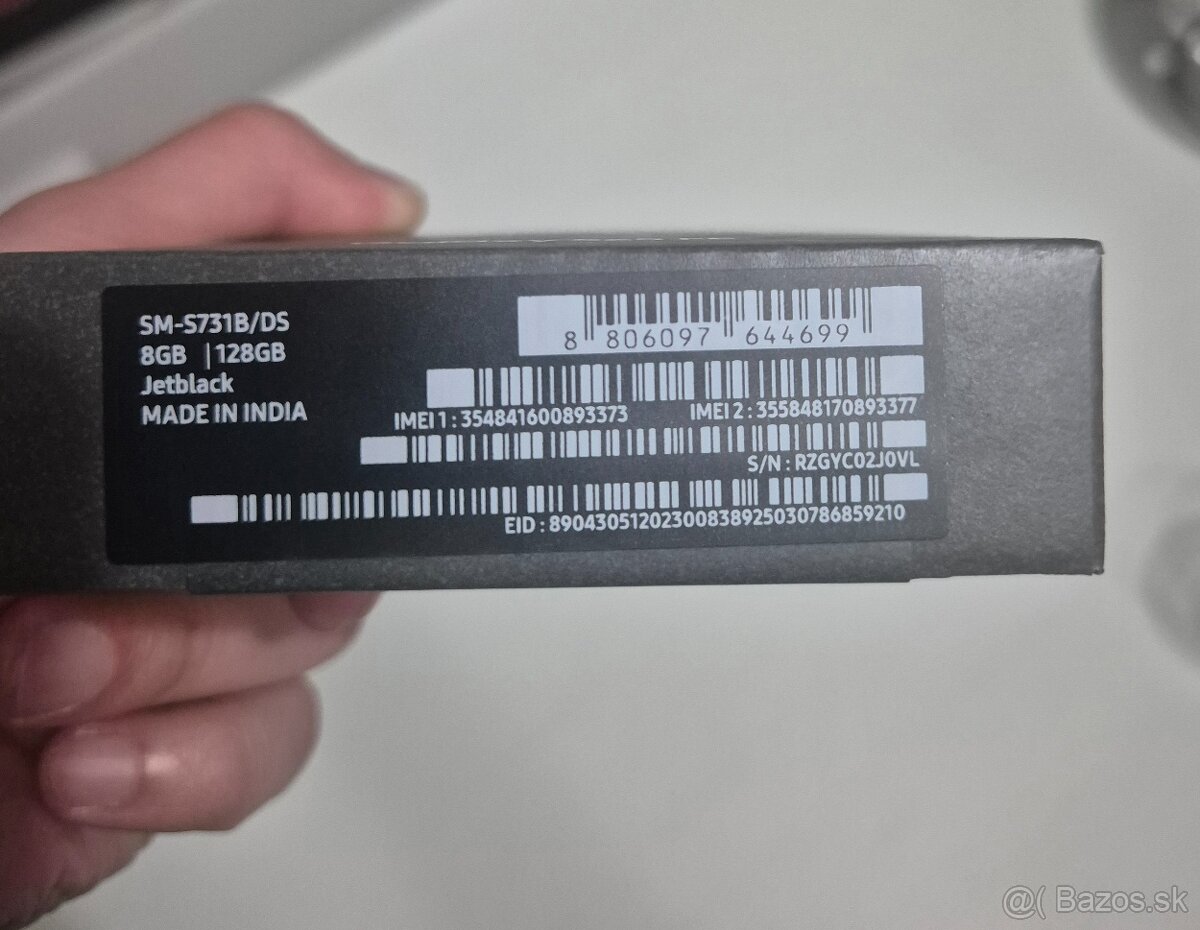 SM-S731B/DS
8GB | 128GB
Jetblack
MADE IN INDIA
8 806097 644699
IMEI 1 : 354841600893373 IMEI 2 : 355848170893377
S/N : RZGYC02J0VL
EID : 89043051202300838925030786859210
@( Bazos.sk